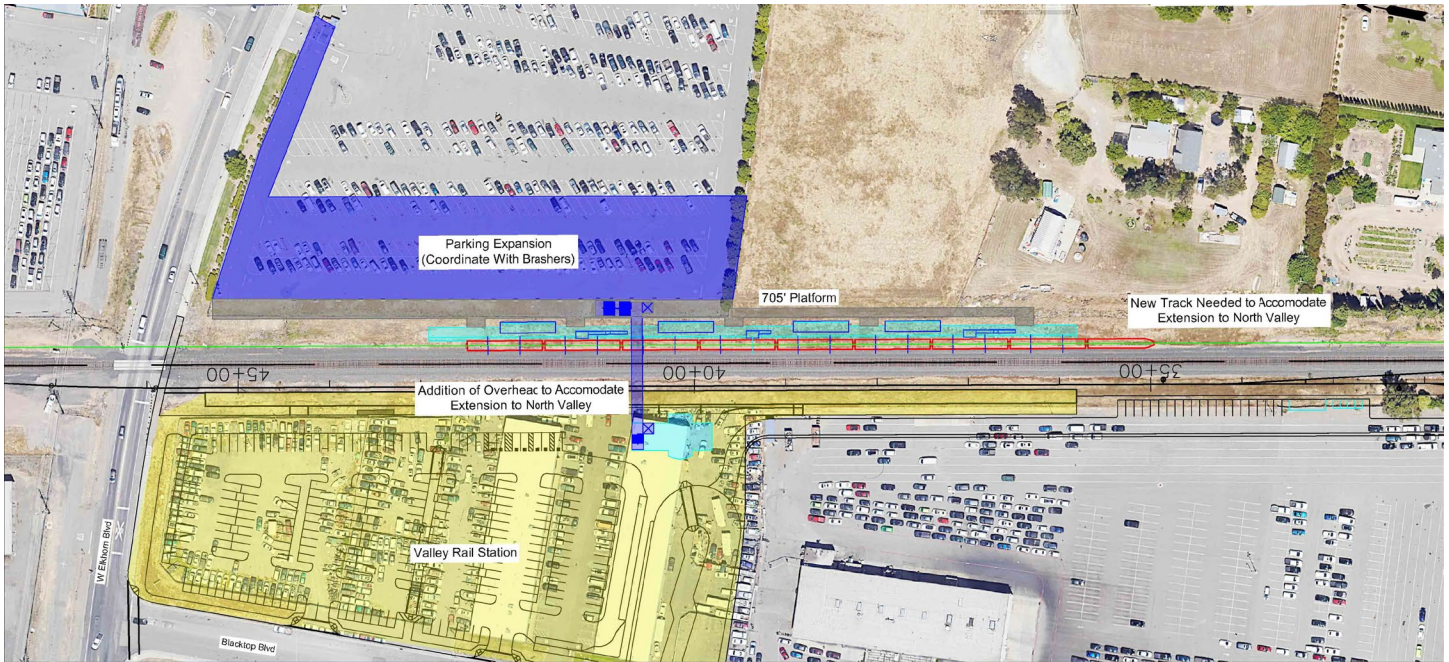 Parking Expansion
(Coordinate With Brashers)
705' Platform
New Track Needed to Accomodate
Extension to North Valley
45+00
40+00
35+00
Addition of Overhead to Accomodate
Extension to North Valley
Valley Rail Station
W Elkhorn Blvd
Blacktop Blvd